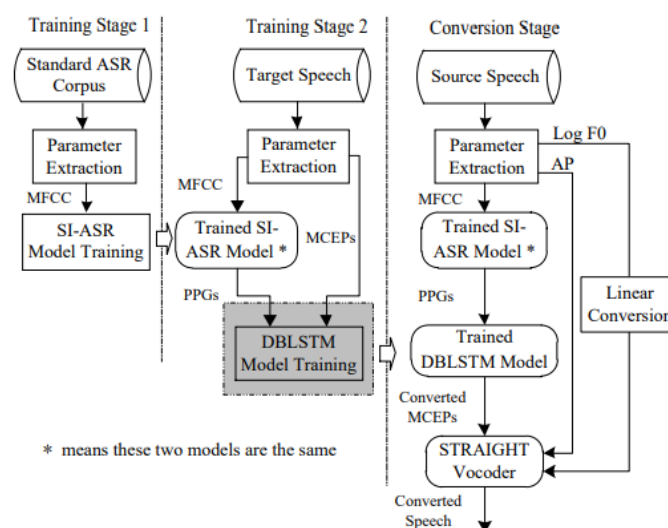 Training Stage 1
Standard ASR
Corpus
Parameter
Extraction
MFCC
SI-ASR
Model Training
Training Stage 2
Target Speech
Parameter
Extraction
MFCC
MCEPs
Trained SI-
ASR Model *
PPGs
DBLSTM
Model Training
Conversion Stage
Source Speech
Parameter
Extraction
Log F0
AP
MFCC
Trained SI-
ASR Model *
PPGs
Linear
Conversion
Trained
DBLSTM Model
Converted
MCEPs
STRAIGHT
Vocoder
Converted
Speech
* means these two models are the same